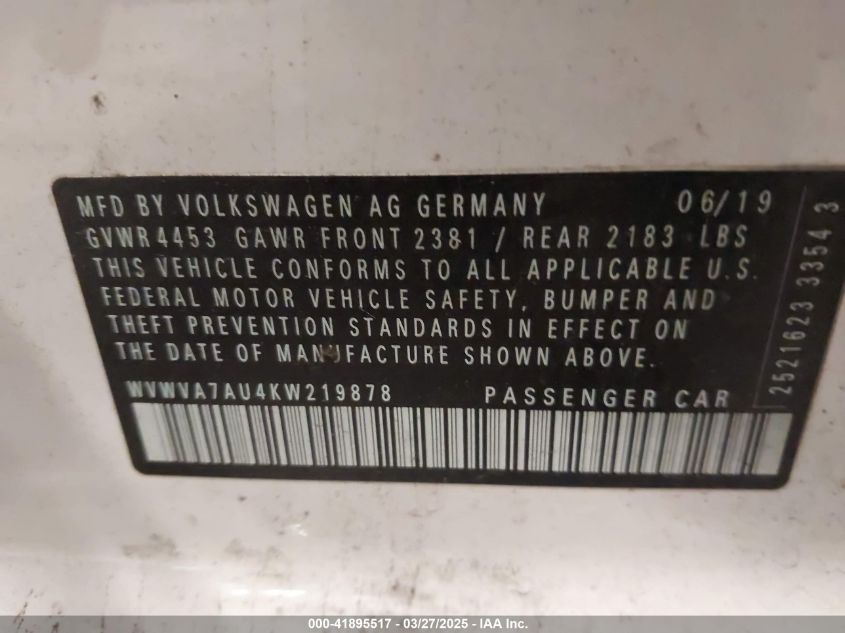 MFD BY VOLKSWAGEN AG GERMANY 06/19
GVWR4453 GAWR FRONT 2381 / REAR 2183 LBS
THIS VEHICLE CONFORMS TO ALL APPLICABLE U.S.
FEDERAL MOTOR VEHICLE SAFETY, BUMPER AND
THEFT PREVENTION STANDARDS IN EFFECT ON
THE DATE OF MANUFACTURE SHOWN ABOVE.
WVWVA7AU4KW219878 PASSENGER CAR
2521623 33543
000-41895517 - 03/27/2025 - IAA Inc.